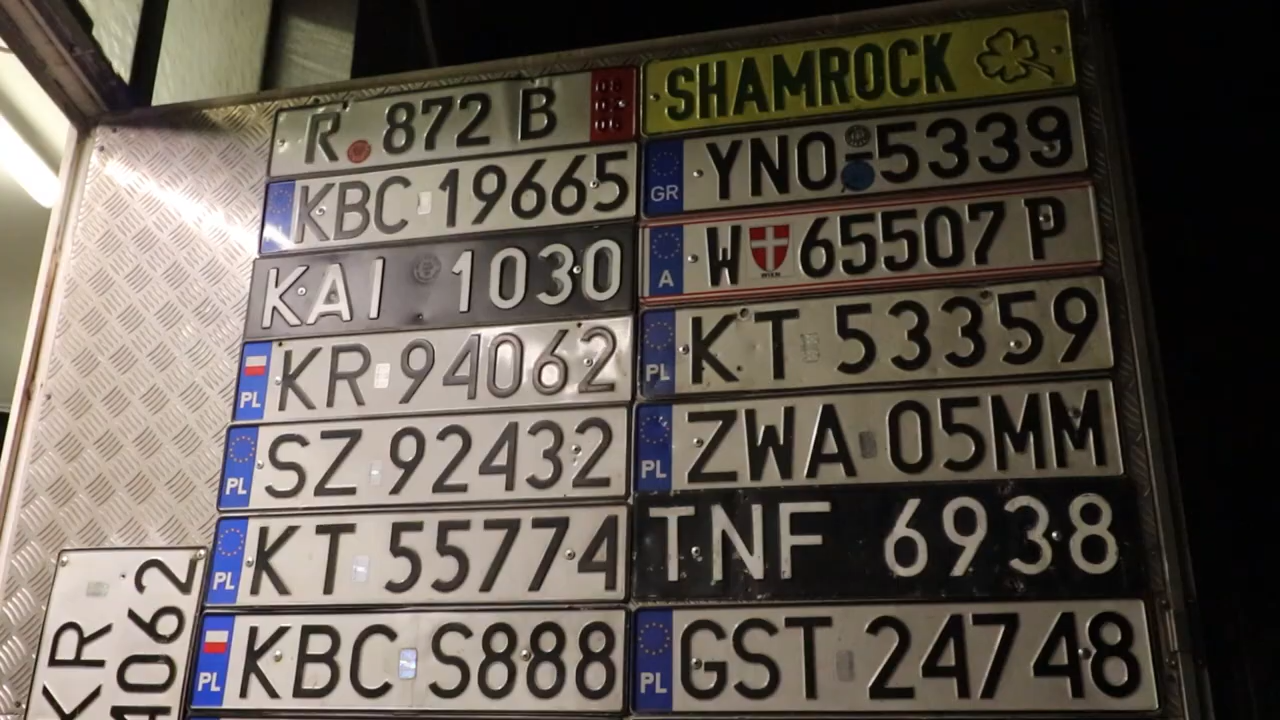 R 872 B
KBC 19665
KAI 1030
PL KR 94062
PL SZ 92432
PL KT 55774
PL KBC S888
KR
4062
SHAMROCK
GR YNO-5339
A W WIEN 65507 P
PL KT 53359
PL ZWA 05MM
TNF 6938
PL GST 24748